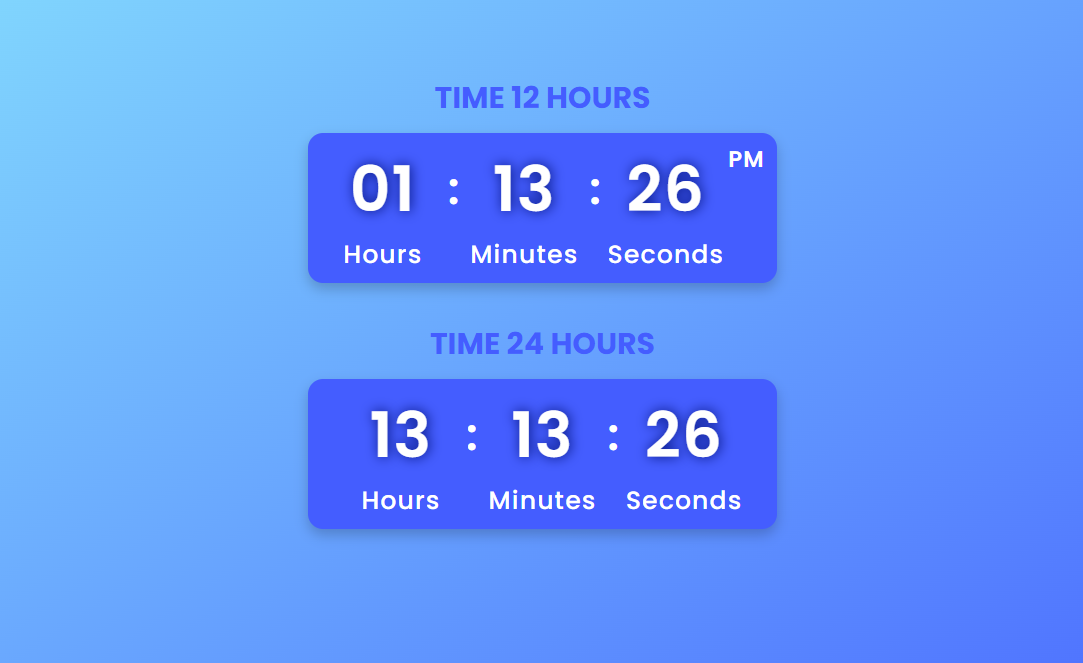 TIME 12 HOURS
01 : 13 : 26 PM
Hours Minutes Seconds
TIME 24 HOURS
13 : 13 : 26
Hours Minutes Seconds